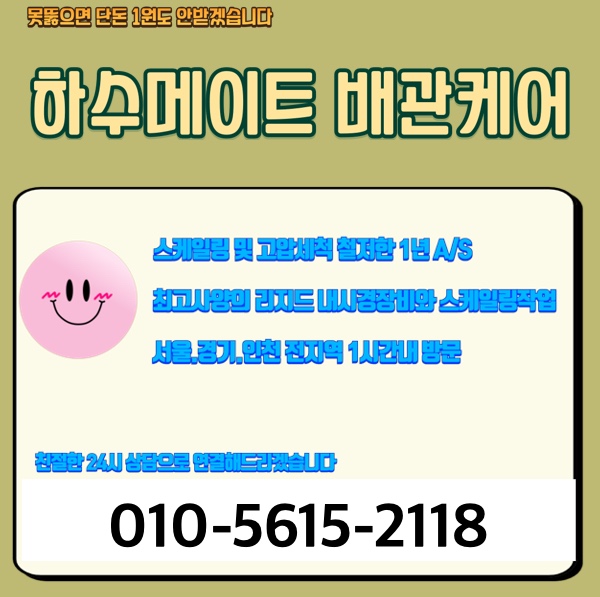 못뚫으면 단돈 1원도 안받겠습니다
하수메이트 배관케어
스케일링 및 고압세척 철저한 1년 A/S
최고사양의 리지드 내시경장비와 스케일링작업
서울,경기,인천 전지역 1시간내 방문
친절한 24시 상담으로 연결해드리겠습니다
010-5615-2118